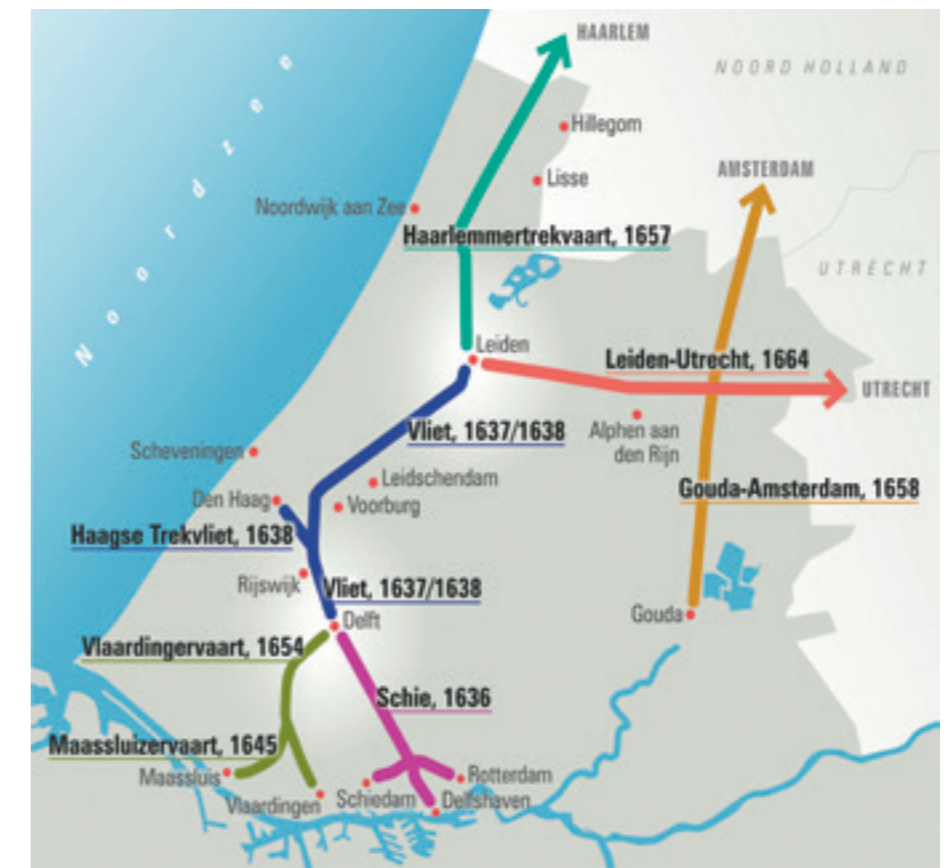 HAARLEM
NOORD HOLLAND
Noordzee
Hillegom
AMSTERDAM
Lisse
Noordwijk aan Zee
Haarlemmertrekvaart, 1657
UTRECHT
Leiden
Leiden-Utrecht, 1664
UTRECHT
Vliet, 1637/1638
Alphen aan
den Rijn
Scheveningen
Leidschendam
Gouda-Amsterdam, 1658
Den Haag
Voorburg
Haagse Trekvliet, 1638
Rijswijk
Vliet, 1637/1638
Gouda
Delft
Vlaardingervaart, 1654
Schie, 1636
Maassluizervaart, 1645
Maassluis
Rotterdam
Vlaardingen
Schiedam
Delfshaven